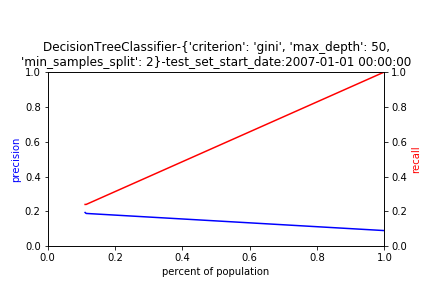 DecisionTreeClassifier-{'criterion': 'gini', 'max_depth': 50,
'min_samples_split': 2}-test_set_start_date:2007-01-01 00:00:00
1.0
0.8
0.6
0.4
0.2
0.0
precision
1.0
0.8
0.6
0.4
0.2
0.0
recall
0.0 0.2 0.4 0.6 0.8 1.0
percent of population